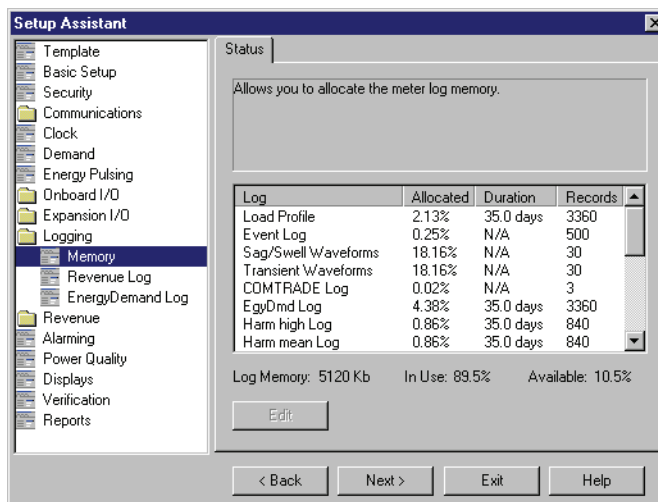 Setup Assistant
Template
Basic Setup
Security
Communications
Clock
Demand
Energy Pulsing
Onboard I/O
Expansion I/O
Logging
Memory
Revenue Log
EnergyDemand Log
Revenue
Alarming
Power Quality
Displays
Verification
Reports
Status
Allows you to allocate the meter log memory.
Log Allocated Duration Records
Load Profile 2.13% 35.0 days 3360
Event Log 0.25% N/A 500
Sag/Swell Waveforms 18.16% N/A 30
Transient Waveforms 18.16% N/A 30
COMTRADE Log 0.02% N/A 3
EgyDmd Log 4.38% 35.0 days 3360
Harm high Log 0.86% 35.0 days 840
Harm mean Log 0.86% 35.0 days 840
Log Memory: 5120 Kb In Use: 89.5% Available: 10.5%
Edit
< Back Next > Exit Help